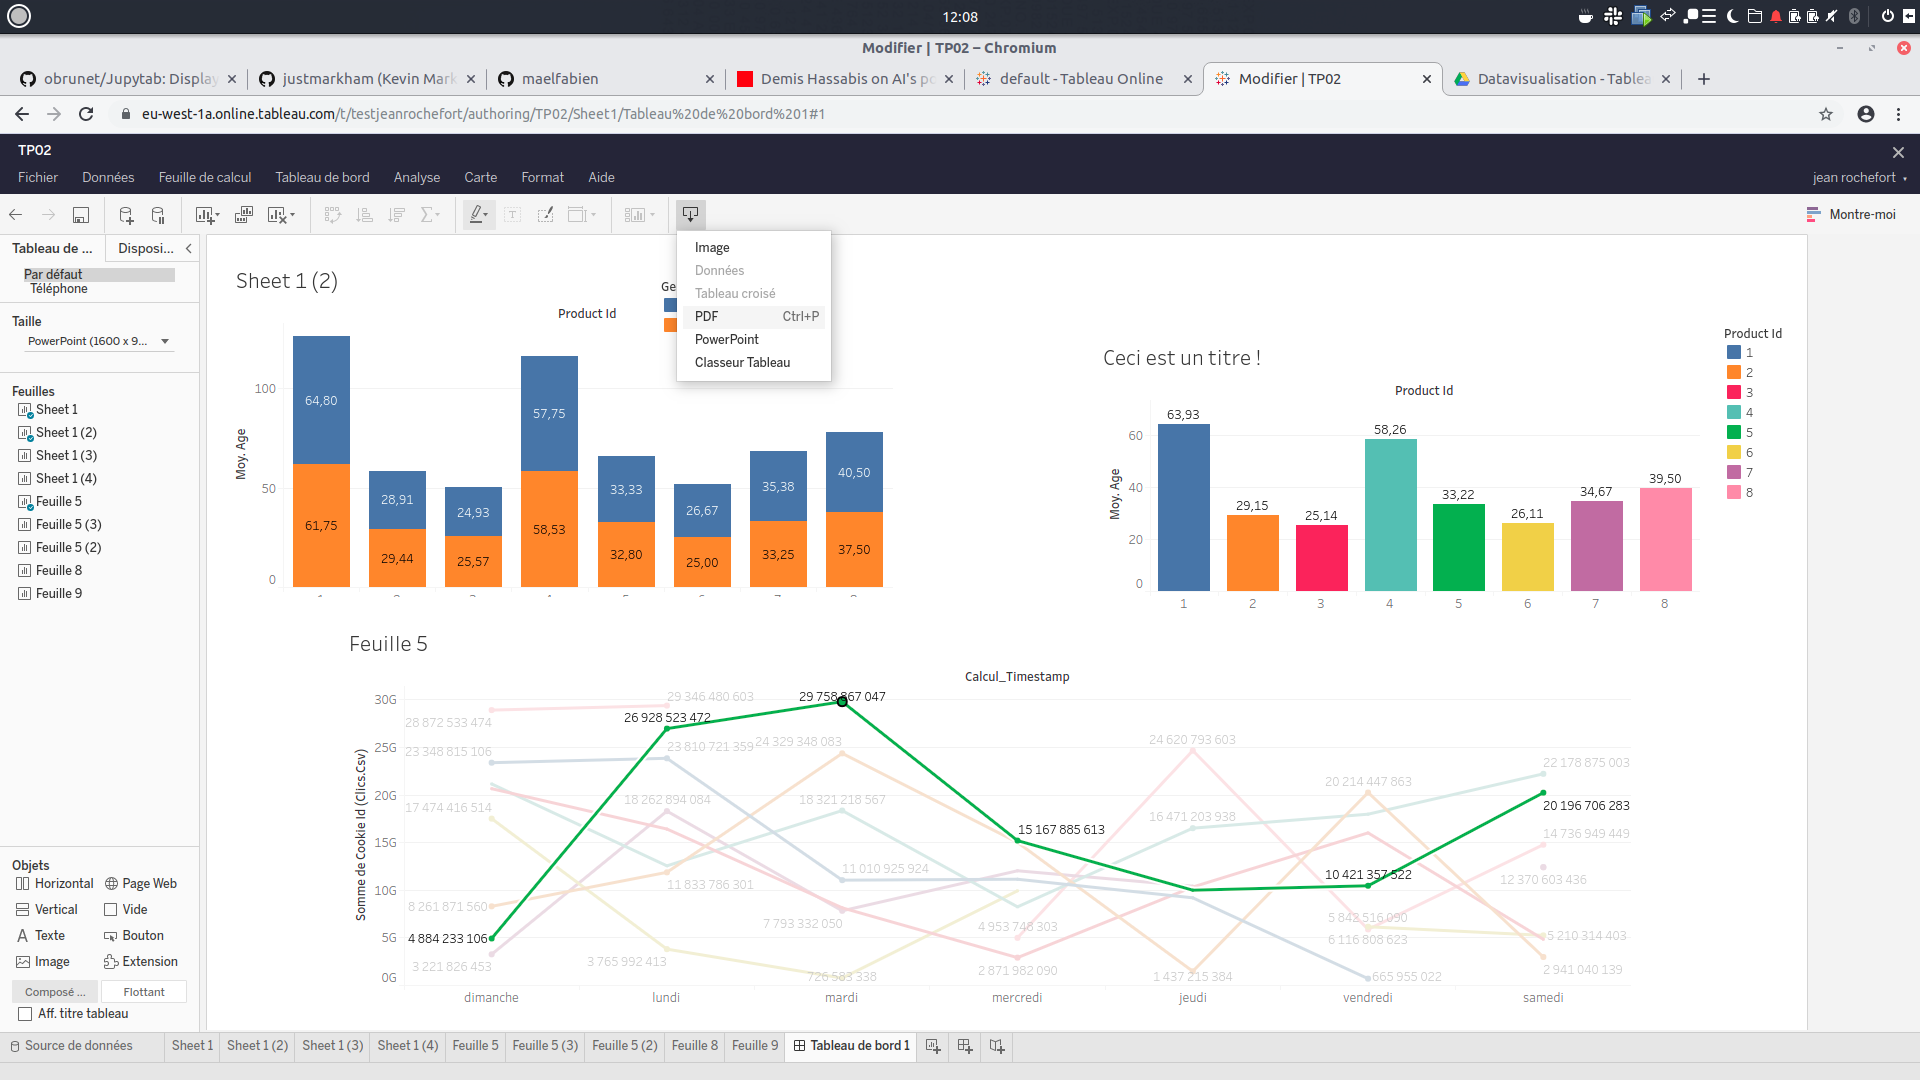 12:08
Modifier | TP02 – Chromium
obrunet/Jupytab: Display
justmarkham (Kevin Mark
maelfabien
Demis Hassabis on AI's po
default - Tableau Online
Modifier | TP02
Datavisualisation - Tablea
eu-west-1a.online.tableau.com/t/testjeanrochefort/authoring/TP02/Sheet1/Tableau%20de%20bord%201#1
TP02
Fichier Données Feuille de calcul Tableau de bord Analyse Carte Format Aide
jean rochefort
Montre-moi
Tableau de ... Disposi...
Par défaut
Téléphone
Taille
PowerPoint (1600 x 9...
Feuilles
Sheet 1
Sheet 1 (2)
Sheet 1 (3)
Sheet 1 (4)
Feuille 5
Feuille 5 (3)
Feuille 5 (2)
Feuille 8
Feuille 9
Objets
Horizontal Page Web
Vertical Vide
Texte Bouton
Image Extension
Composé ... Flottant
Aff. titre tableau
Image
Données
Tableau croisé
PDF Ctrl+P
PowerPoint
Classeur Tableau
Sheet 1 (2)
Ge
Product Id
Moy. Age
100
50
0
64,80
61,75
28,91
29,44
24,93
25,57
57,75
58,53
33,33
32,80
26,67
25,00
35,38
33,25
40,50
37,50
Ceci est un titre !
Product Id
Moy. Age
60
40
20
0
63,93
29,15
25,14
58,26
33,22
26,11
34,67
39,50
1 2 3 4 5 6 7 8
Product Id
1
2
3
4
5
6
7
8
Feuille 5
Calcul_Timestamp
Somme de Cookie Id (Clics.Csv)
30G
25G
20G
15G
10G
5G
0G
28 872 533 474
23 348 815 106
17 474 416 514
8 261 871 560
4 884 233 106
3 221 826 453
29 346 480 603
26 928 523 472
23 810 721 359
18 262 894 084
11 833 786 301
3 765 992 413
29 758 867 047
24 329 348 083
18 321 218 567
11 010 925 924
7 793 332 050
726 583 338
15 167 885 613
4 953 748 303
2 871 982 090
24 620 793 603
16 471 203 938
1 437 215 384
20 214 447 863
10 421 357 522
5 842 516 090
6 116 808 623
665 955 022
22 178 875 003
20 196 706 283
14 736 949 449
12 370 603 436
5 210 314 403
2 941 040 139
dimanche lundi mardi mercredi jeudi vendredi samedi
Source de données Sheet 1 Sheet 1 (2) Sheet 1 (3) Sheet 1 (4) Feuille 5 Feuille 5 (3) Feuille 5 (2) Feuille 8 Feuille 9 Tableau de bord 1